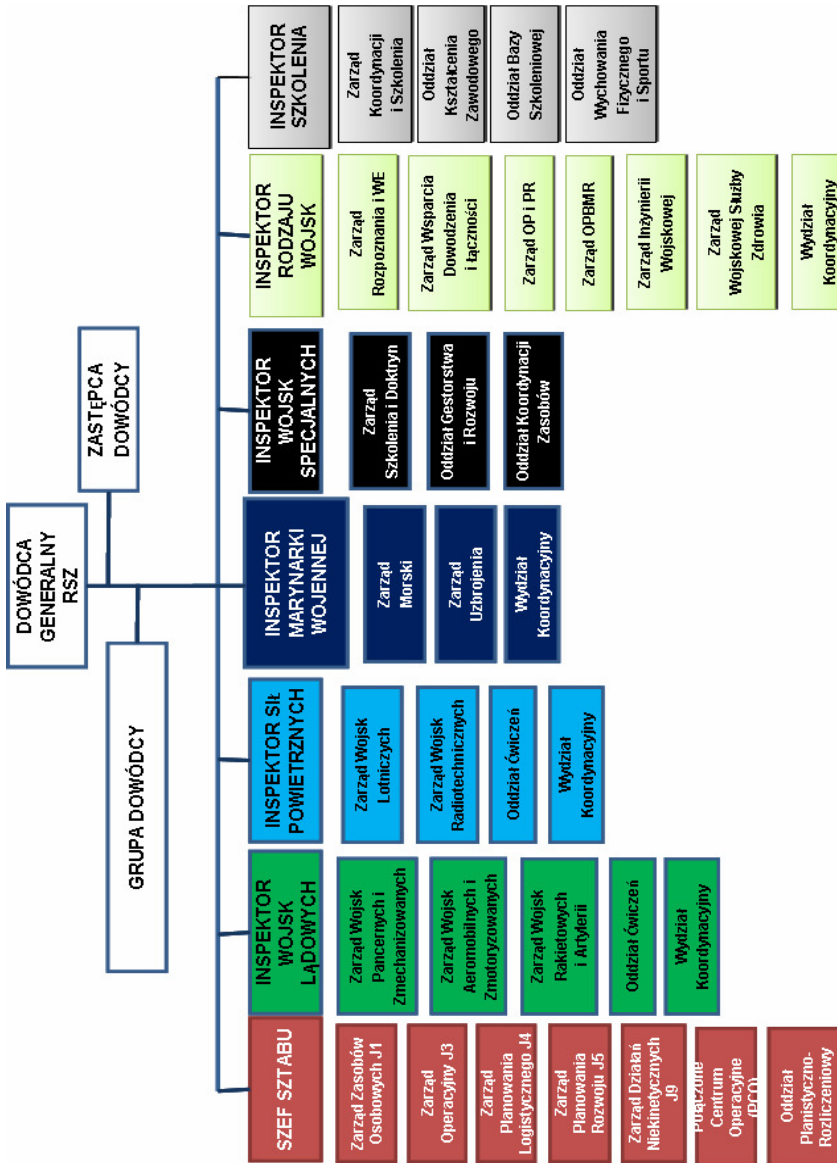 DOWÓDCA
GENERALNY
RSZ
ZASTĘPCA
DOWÓDCY
GRUPA DOWÓDCY
SZEF SZTABU
Zarząd Zasobów
Osobowych J1
Zarząd
Operacyjny J3
Zarząd
Planowania
Logistycznego J4
Zarząd
Planowania
Rozwoju J5
Zarząd Działań
Niekinetycznych
J9
Połączone
Centrum
Operacyjne
(PCO)
Oddział
Planistyczno-
Rozliczeniowy
INSPEKTOR
WOJSK
LĄDOWYCH
Zarząd Wojsk
Pancernych i
Zmechanizowanych
Zarząd Wojsk
Aeromobilnych i
Zmotoryzowanych
Zarząd Wojsk
Rakietowych
i Artylerii
Oddział Ćwiczeń
Wydział
Koordynacyjny
INSPEKTOR SIŁ
POWIETRZNYCH
Zarząd Wojsk
Lotniczych
Zarząd Wojsk
Radiotechnicznych
Oddział Ćwiczeń
Wydział
Koordynacyjny
INSPEKTOR
MARYNARKI
WOJENNEJ
Zarząd
Morski
Zarząd
Uzbrojenia
Wydział
Koordynacyjny
INSPEKTOR
WOJSK
SPECJALNYCH
Zarząd
Szkolenia i Doktryn
Oddział Gestorstwa
i Rozwoju
Oddział Koordynacji
Zasobów
INSPEKTOR
RODZAJU
WOJSK
Zarząd
Rozpoznania i WE
Zarząd Wsparcia
Dowodzenia
i Łączności
Zarząd OP i PR
Zarząd OPBMR
Zarząd Inżynierii
Wojskowej
Zarząd
Wojskowej Służby
Zdrowia
Wydział
Koordynacyjny
INSPEKTOR
SZKOLENIA
Zarząd
Koordynacji
i Szkolenia
Oddział
Kształcenia
Zawodowego
Oddział Bazy
Szkoleniowej
Oddział
Wychowania
Fizycznego
i Sportu